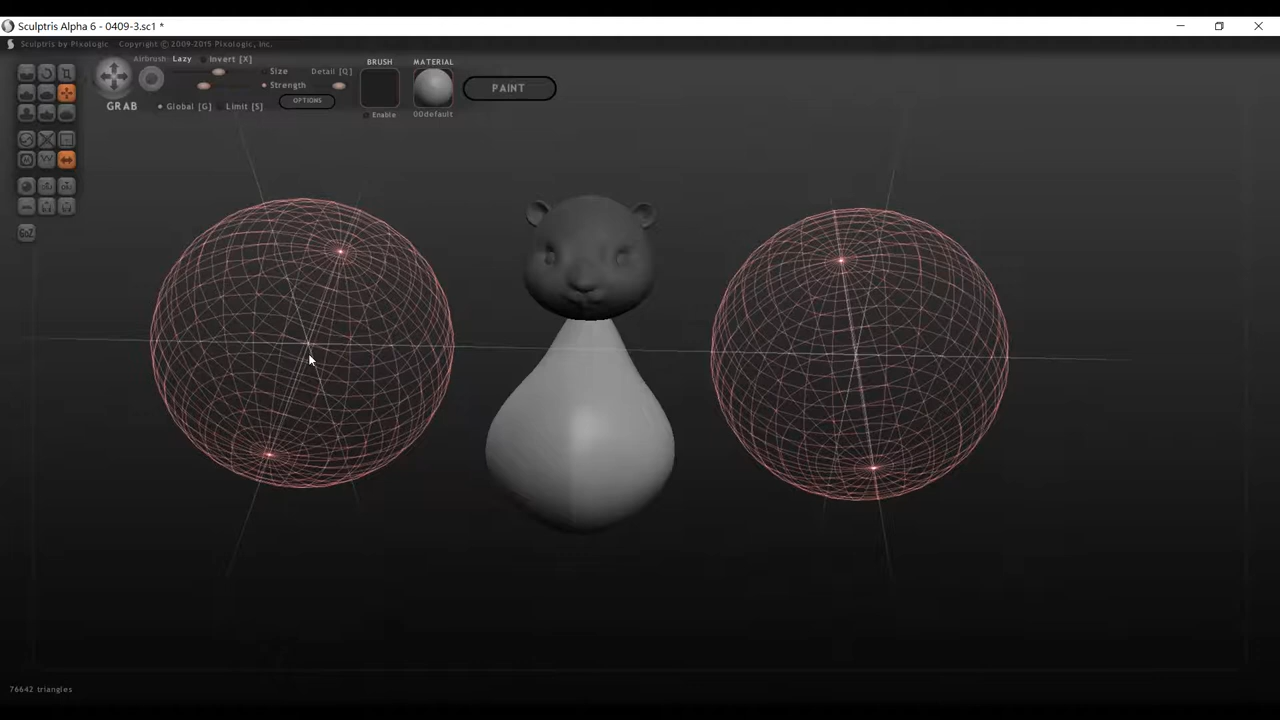 Sculptris Alpha 6 - 0409-3.sc1 *
Sculptris by Pixologic Copyright © 2009-2015 Pixologic, Inc.
Airbrush Lazy Invert [X]
Size Detail [Q]
Strength
GRAB
Global [G] Limit [S]
OPTIONS
BRUSH
Enable
MATERIAL
00default
PAINT
GoZ
76642 triangles